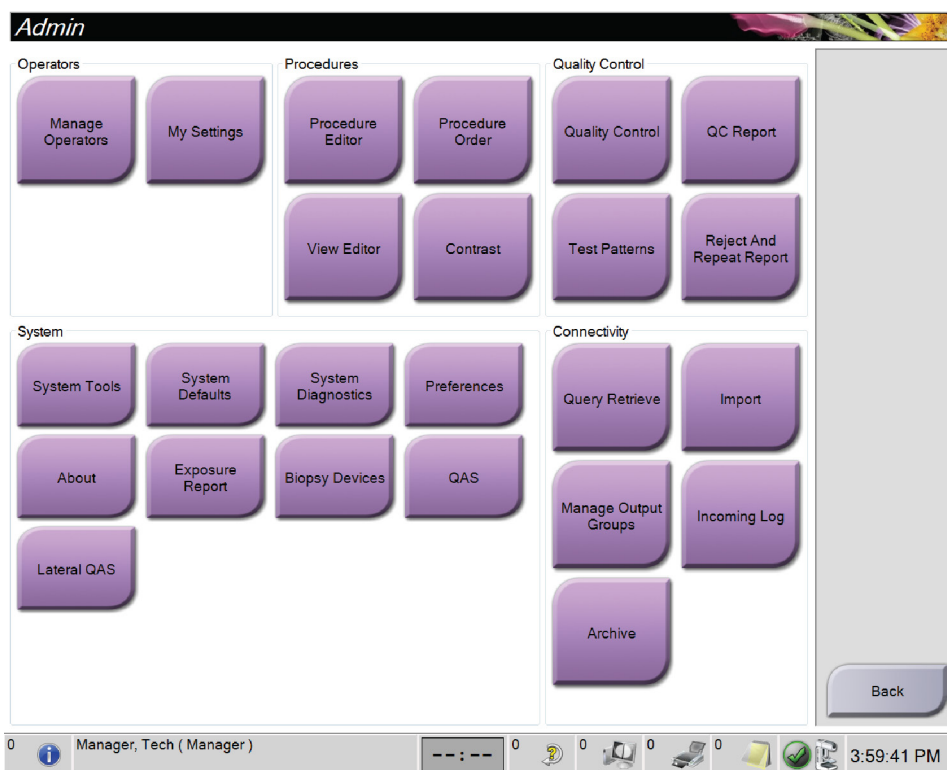 Admin
Operators
Manage
Operators
My Settings
Procedures
Procedure
Editor
Procedure
Order
View Editor
Contrast
Quality Control
Quality Control
QC Report
Test Patterns
Reject And
Repeat Report
System
System Tools
System
Defaults
System
Diagnostics
Preferences
About
Exposure
Report
Biopsy Devices
QAS
Lateral QAS
Connectivity
Query Retrieve
Import
Manage Output
Groups
Incoming Log
Archive
Back
0
Manager, Tech ( Manager )
--:--
0
0
0
0
3:59:41 PM